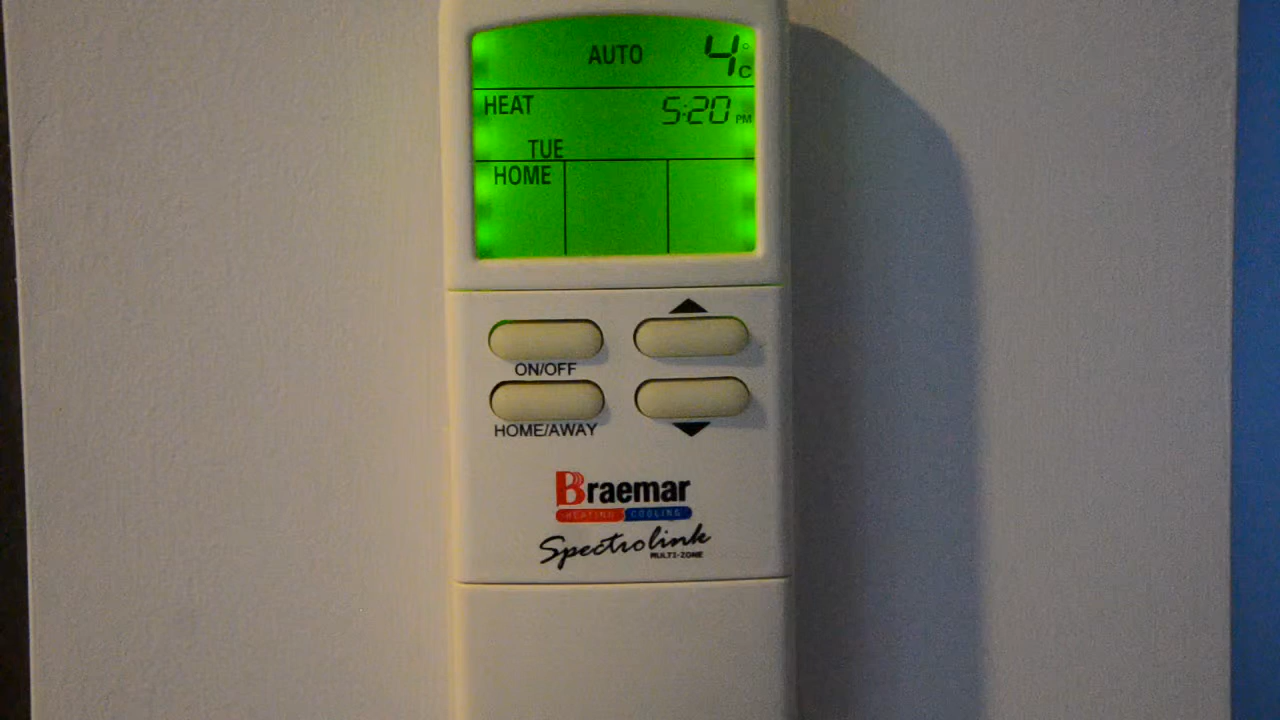 AUTO 4°C
HEAT 5:20 PM
TUE
HOME
ON/OFF
HOME/AWAY
Braemar
HEATING COOLING
Spectrolink
MULTI-ZONE